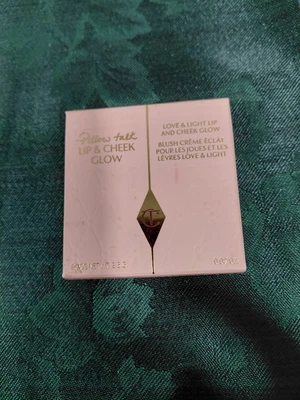 Pillow talk
LIP & CHEEK
GLOW
LOVE & LIGHT LIP
AND CHEEK GLOW
BLUSH CRÈME ÉCLAT
POUR LES JOUES ET LES
LÈVRES LOVE & LIGHT